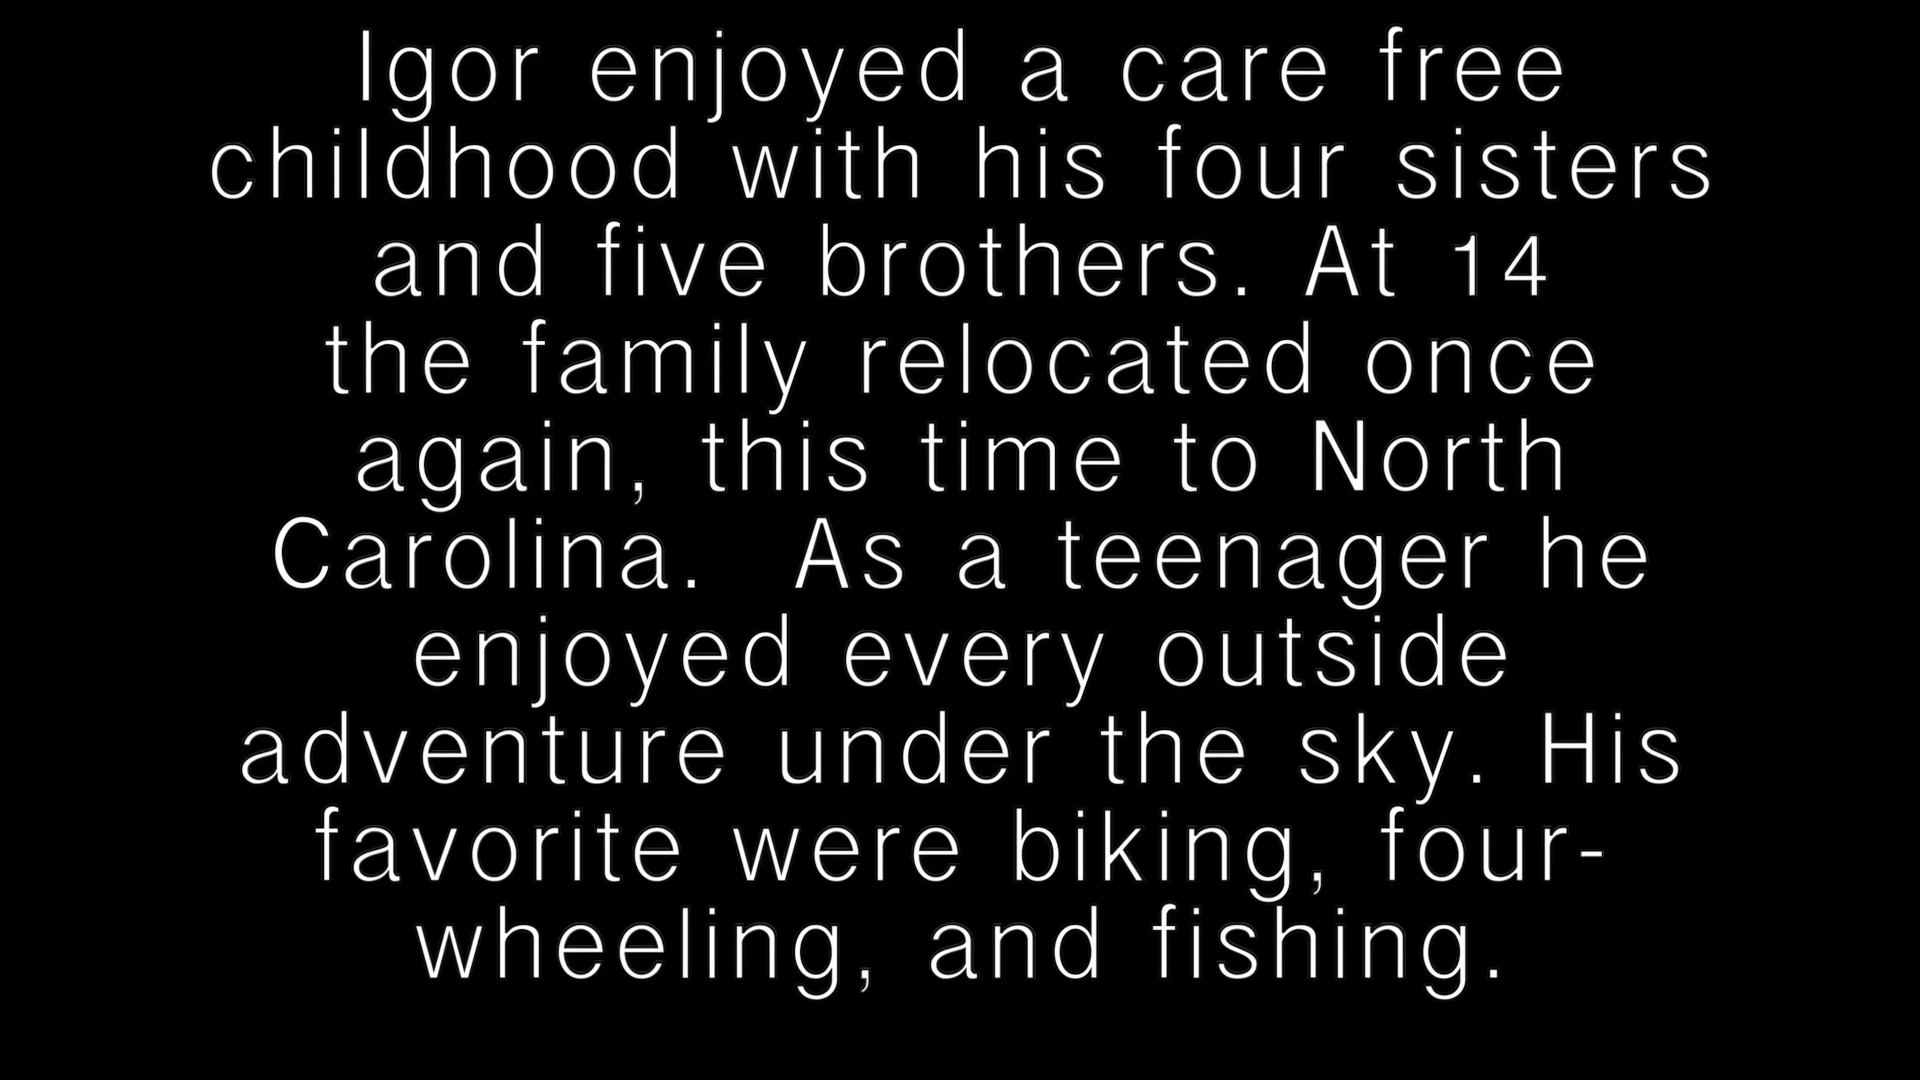 Igor enjoyed a care free
childhood with his four sisters
and five brothers. At 14
the family relocated once
again, this time to North
Carolina.  As a teenager he
enjoyed every outside
adventure under the sky. His
favorite were biking, four-
wheeling, and fishing.